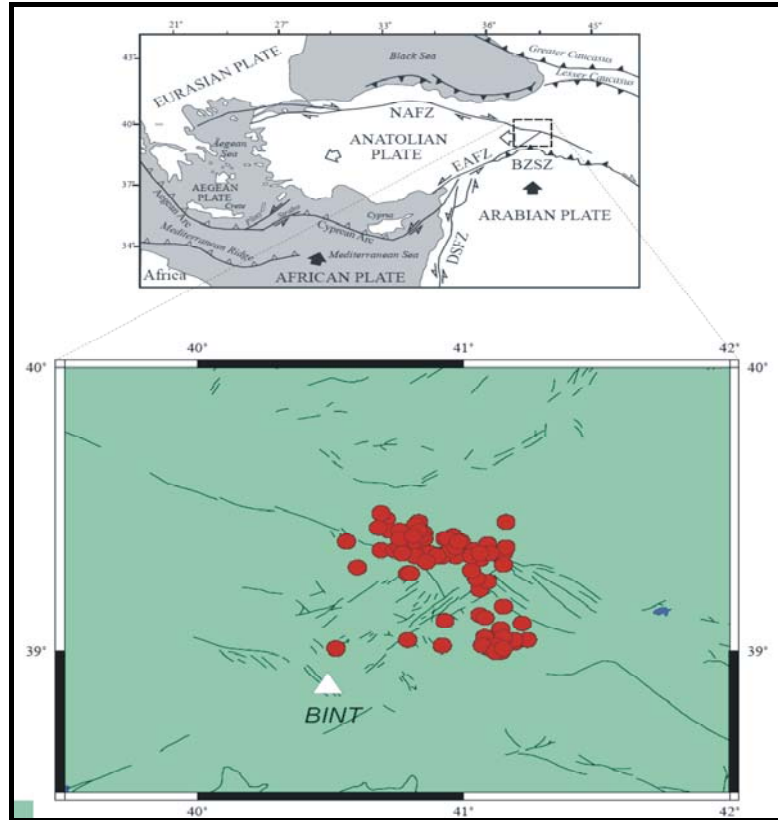 21° 27° 33° 36° 45°
43°
40°
37°
34°
Black Sea
Greater Caucasus
Lesser Caucasus
EURASIAN PLATE
NAFZ
ANATOLIAN
PLATE
EAFZ
BZSZ
Aegean
Sea
AEGEAN
PLATE
Crete
Aegean Arc
Cyprus
Cyprean Arc
ARABIAN PLATE
Mediterranean Ridge
Mediterranean Sea
DSFZ
Africa
AFRICAN PLATE
40° 41° 42°
40° 40°
39° 39°
BINT
40° 41° 42°